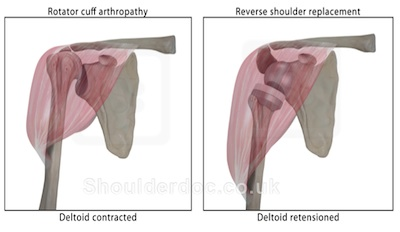 Rotator cuff arthropathy
Reverse shoulder replacement
Shoulderdoc.co.uk
Deltoid contracted
Deltoid retensioned